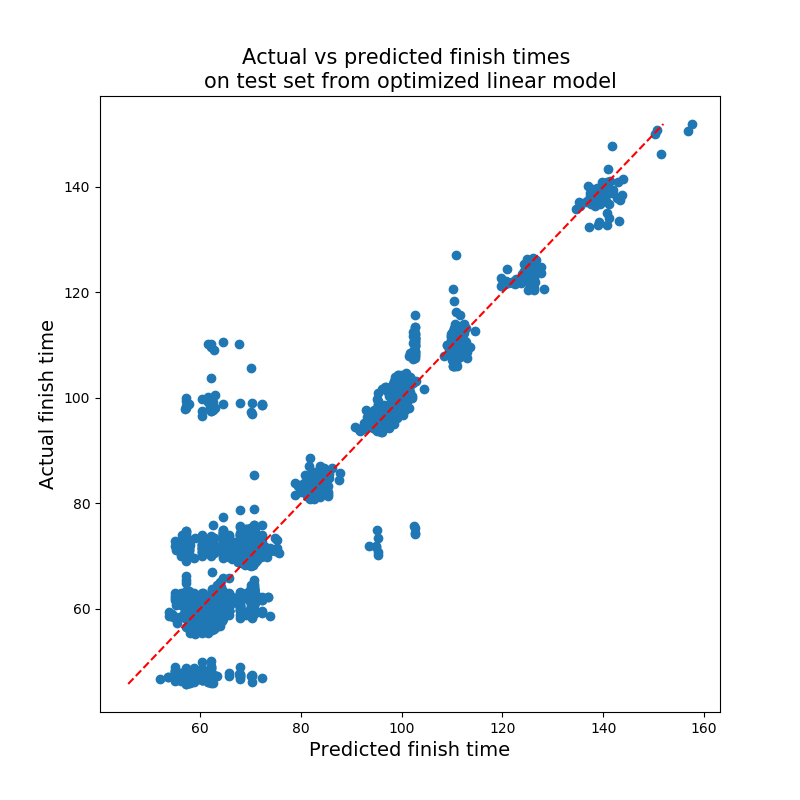 Actual vs predicted finish times
on test set from optimized linear model
Actual finish time
140
120
100
80
60
60
80
100
120
140
160
Predicted finish time